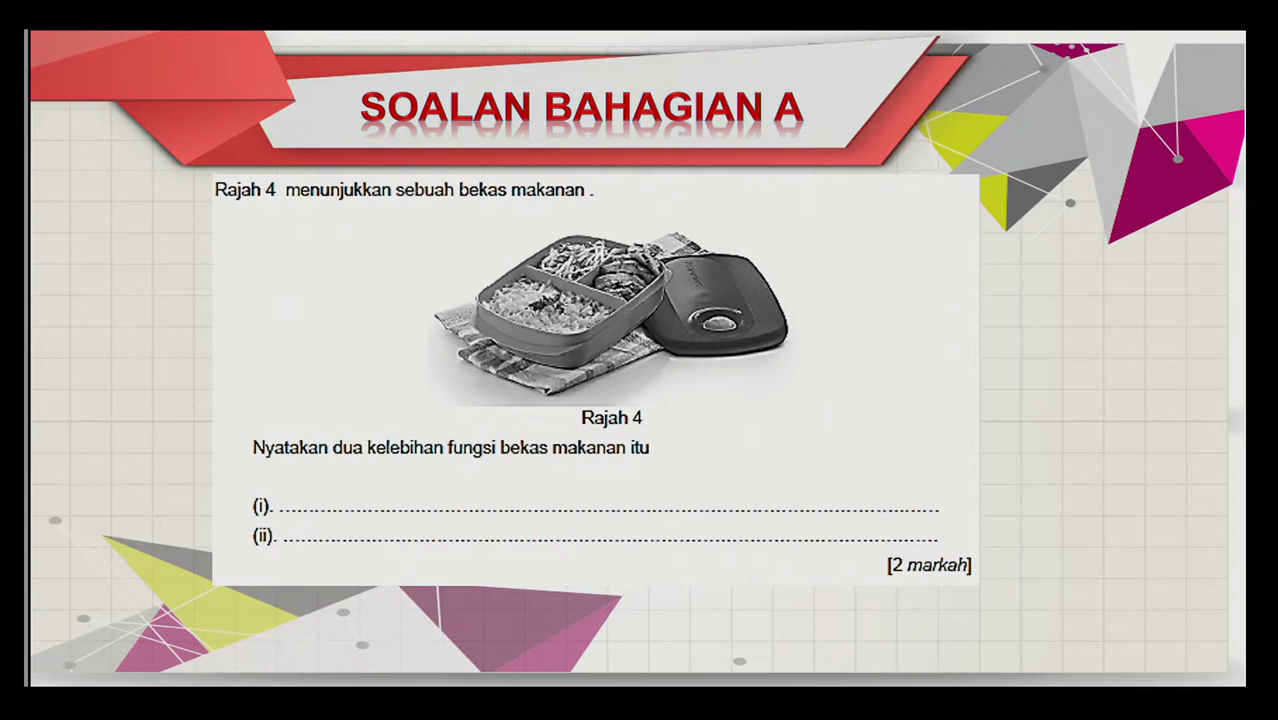 SOALAN BAHAGIAN A
Rajah 4 menunjukkan sebuah bekas makanan .
Rajah 4
Nyatakan dua kelebihan fungsi bekas makanan itu
(i). ....................................................................................................
(ii). ....................................................................................................
[2 markah]